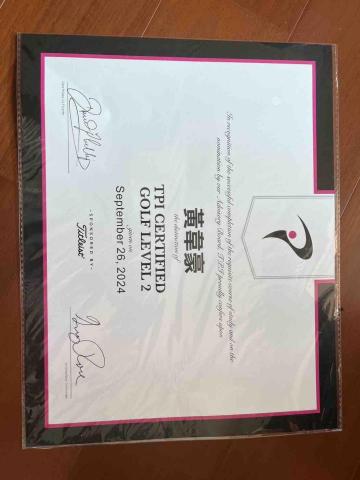 In recognition of the successful completion of the requisite course of study and on the
nomination by our Advisory Board, TPI proudly confers upon
黃韋豪
the distinction of
TPI CERTIFIED
GOLF LEVEL 2
given on
September 26, 2024
- SPONSORED BY -
Titleist